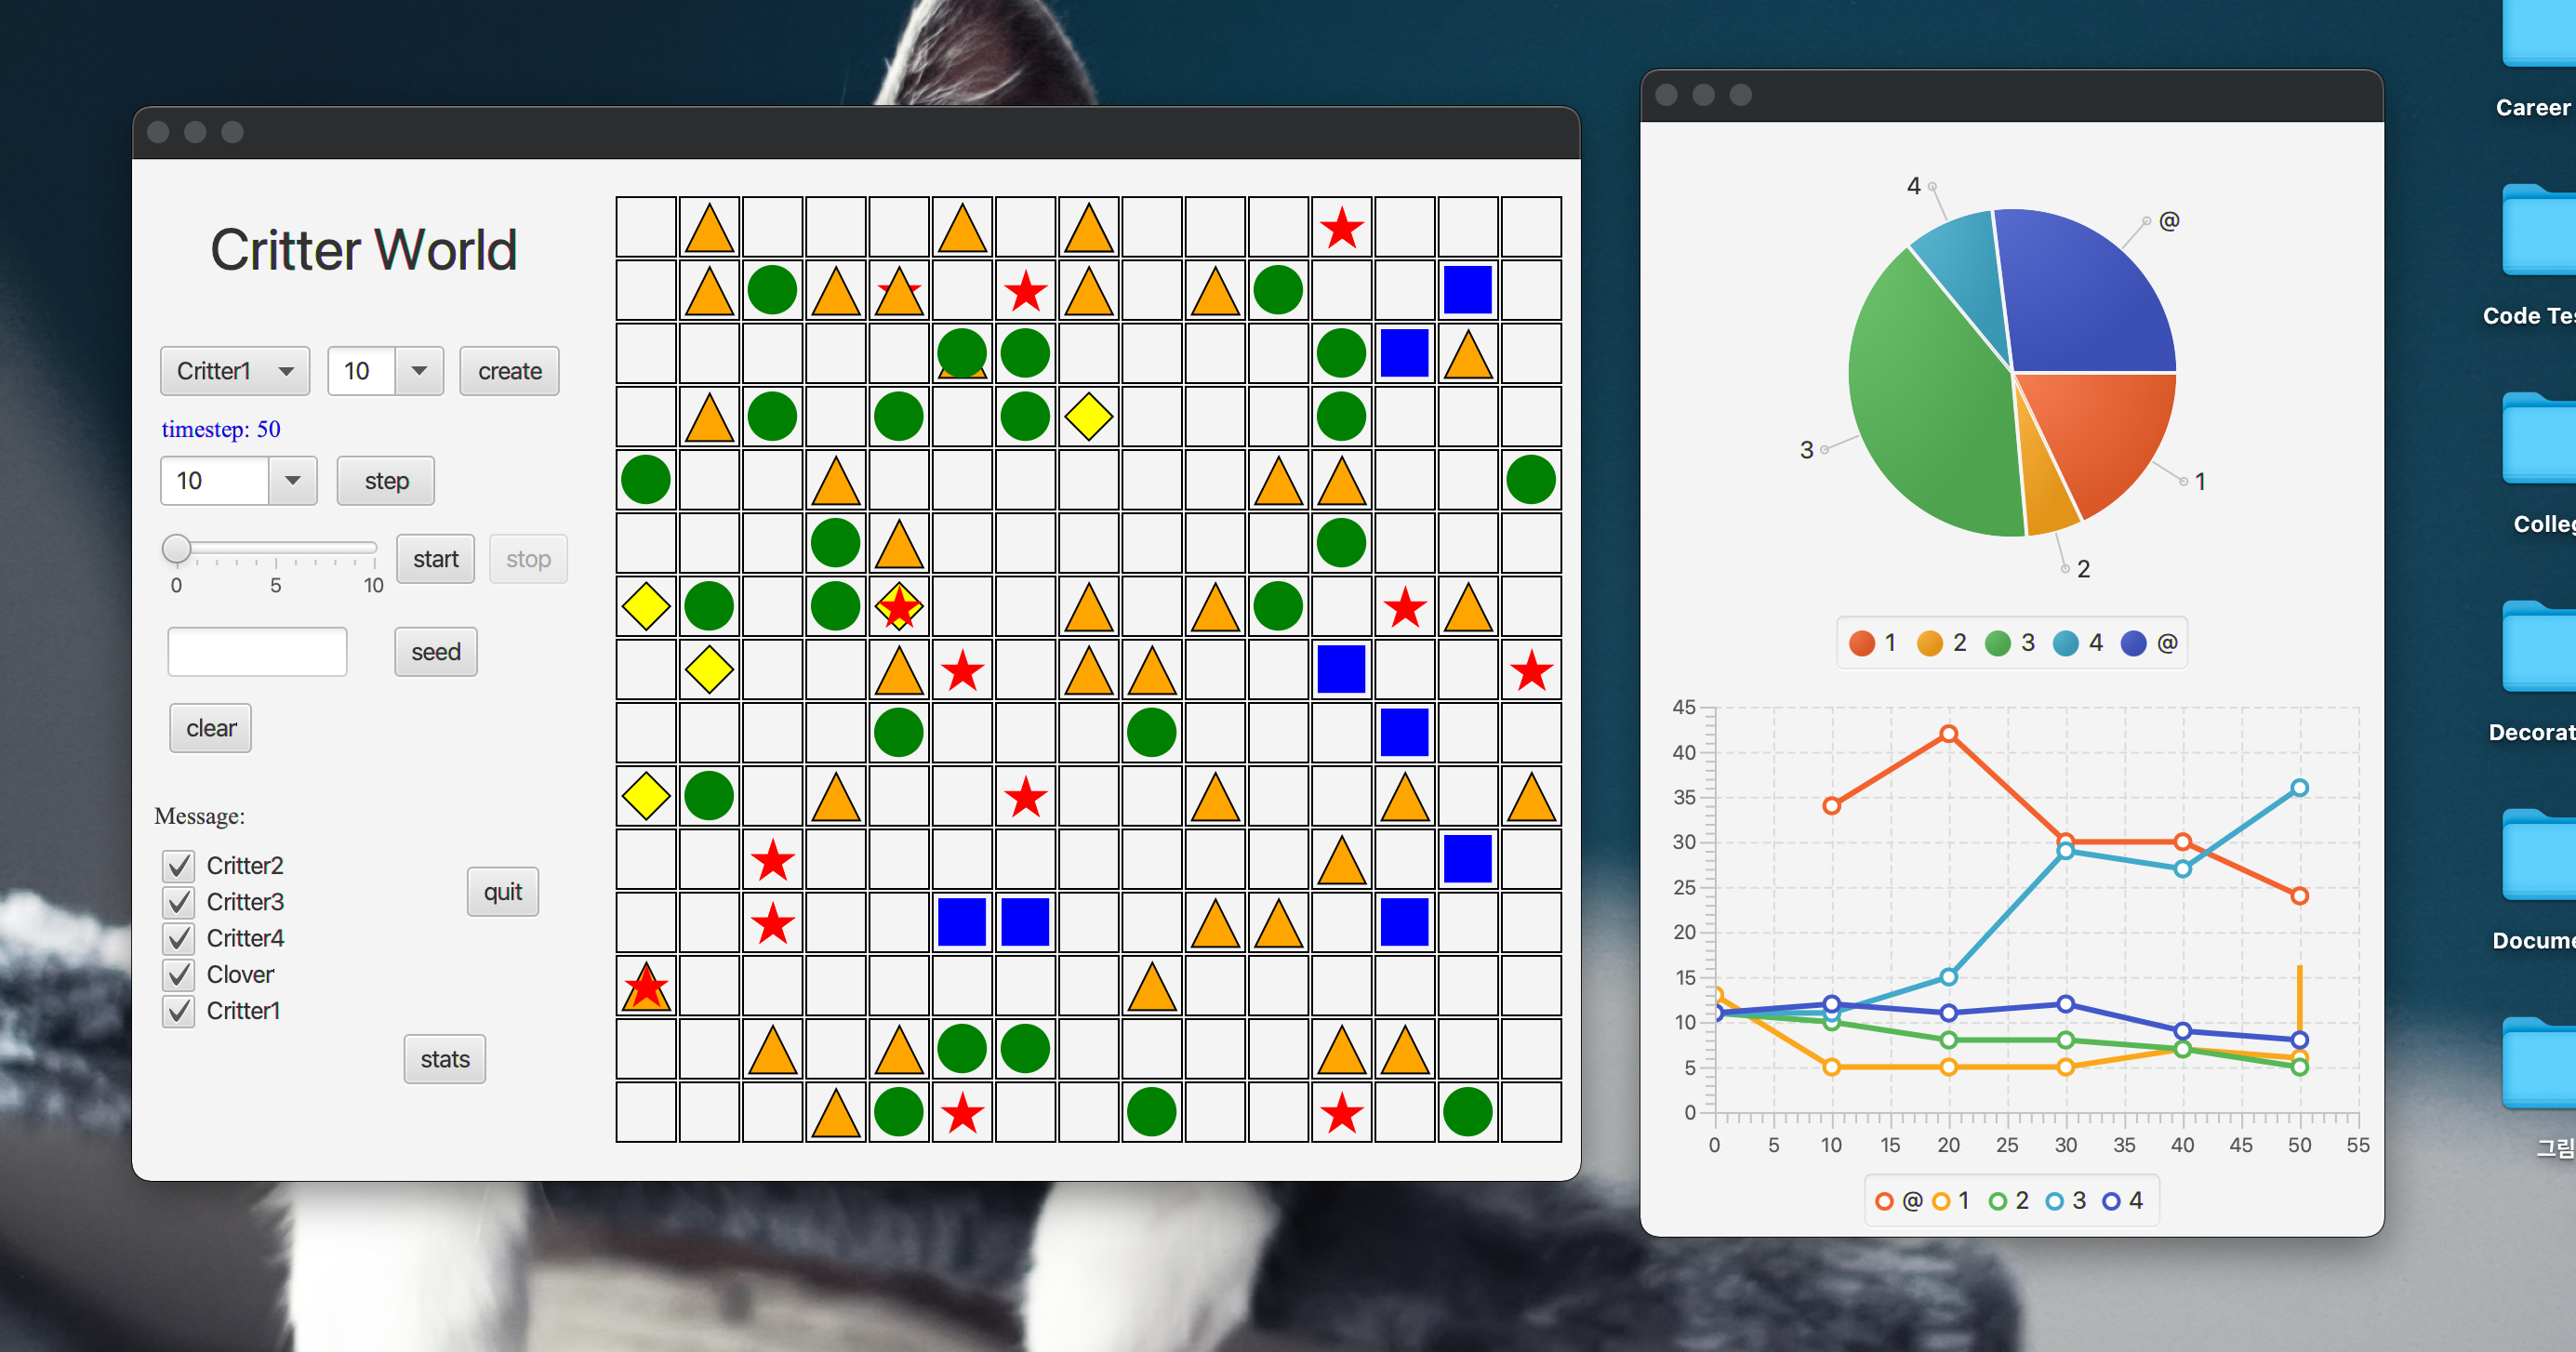 Critter World
Critter1 10 create
timestep: 50
10 step
0 5 10
start stop
seed
clear
Message:
Critter2
Critter3
Critter4
Clover
Critter1
quit
stats
4
@
3
1
2
1 2 3 4 @
45
40
35
30
25
20
15
10
5
0
0 5 10 15 20 25 30 35 40 45 50 55
@ 1 2 3 4
Career
Code Tes
Colleg
Decorat
Docume
그림